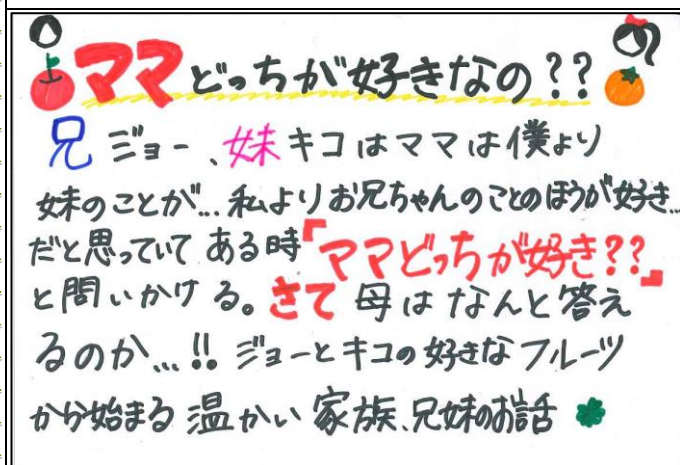 ママどっちが好きなの??
兄ジョー、妹キコはママは僕より
妹のことが…私よりお兄ちゃんのことのほうが好き…
だと思っていてある時「ママどっちが好き??」
と問いかける。さて母はなんと答え
るのか…!!ジョーとキコの好きなフルーツ
から始まる温かい家族、兄妹のお話